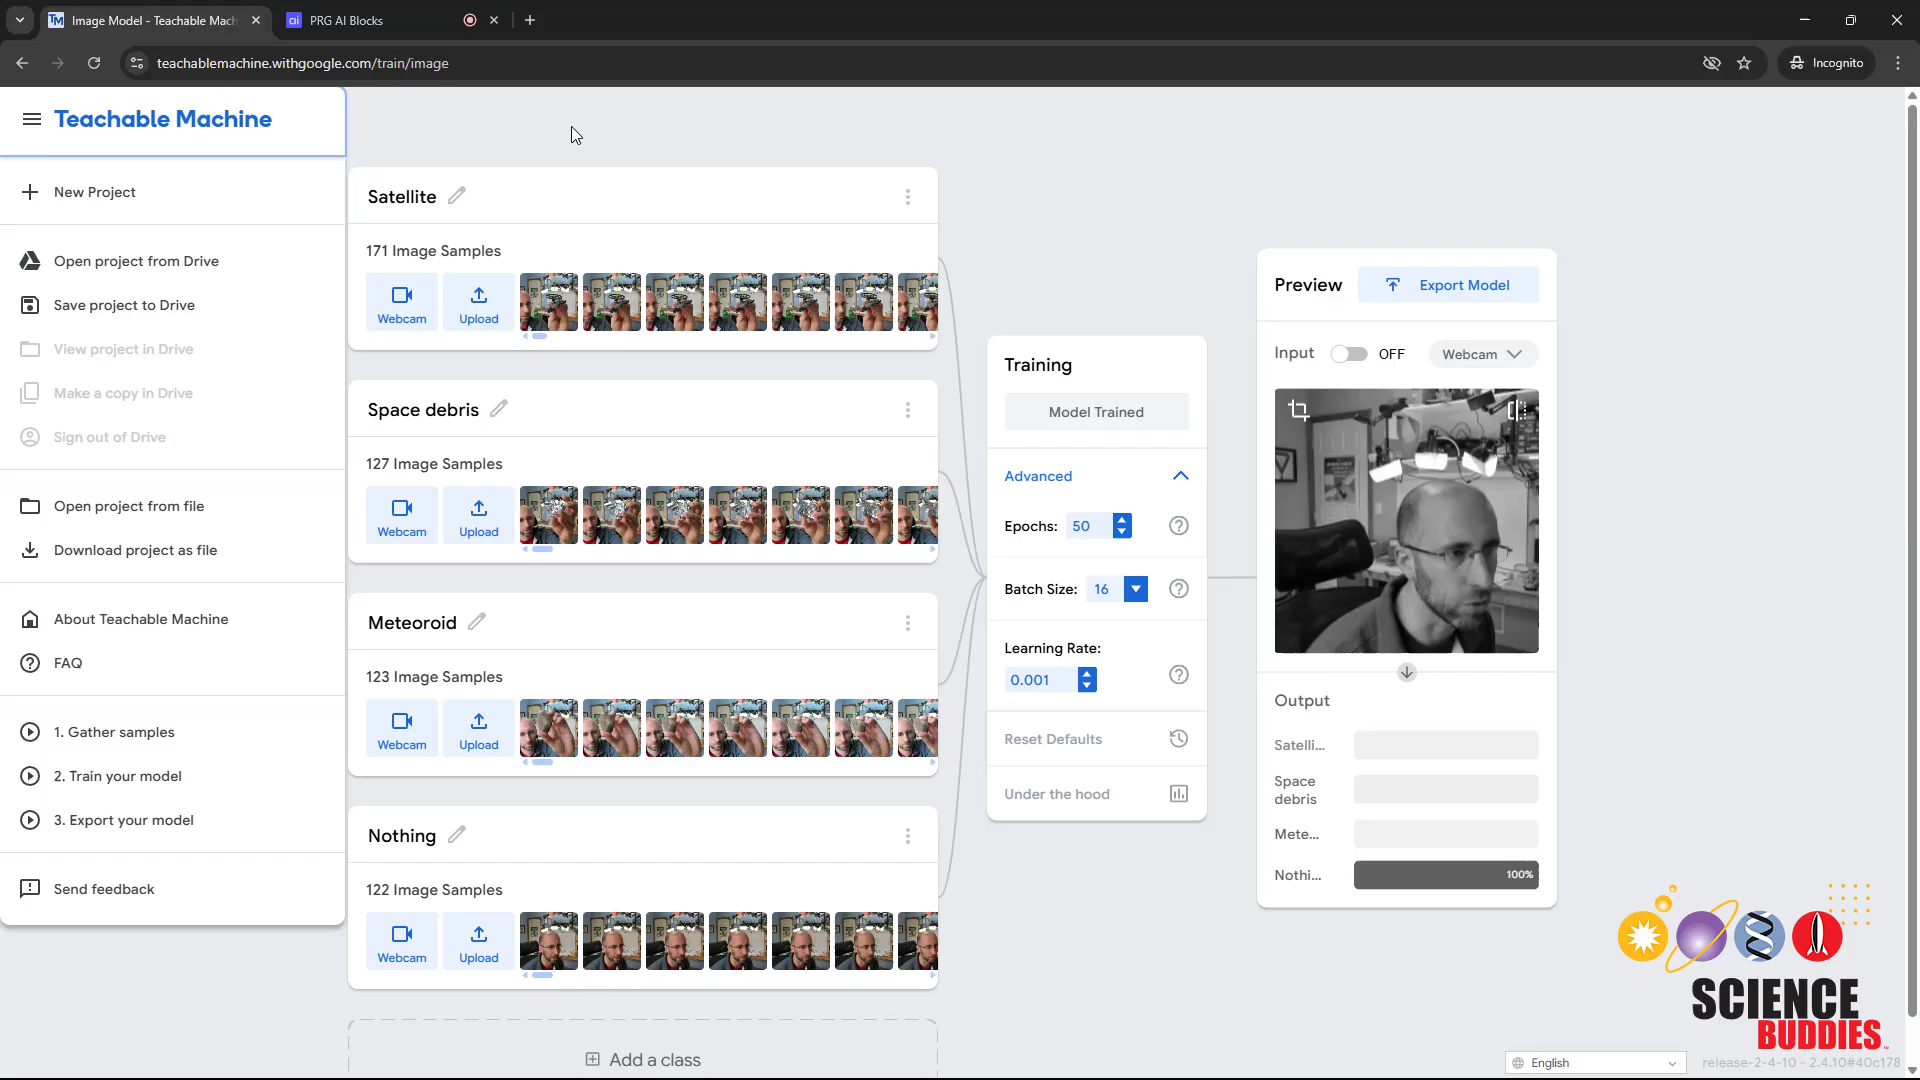 Image Model - Teachable Mach
PRG AI Blocks
teachablemachine.withgoogle.com/train/image
Incognito
Teachable Machine
New Project
Open project from Drive
Save project to Drive
View project in Drive
Make a copy in Drive
Sign out of Drive
Open project from file
Download project as file
About Teachable Machine
FAQ
1. Gather samples
2. Train your model
3. Export your model
Send feedback
Satellite
171 Image Samples
Webcam
Upload
Space debris
127 Image Samples
Webcam
Upload
Meteoroid
123 Image Samples
Webcam
Upload
Nothing
122 Image Samples
Webcam
Upload
Add a class
Training
Model Trained
Advanced
Epochs: 50
Batch Size: 16
Learning Rate:
0.001
Reset Defaults
Under the hood
Preview
Export Model
Input OFF Webcam
Output
Satelli...
Space
debris
Mete...
Nothi... 100%
SCIENCE
BUDDIES
English
release-2-4-10 - 2.4.10#40c178